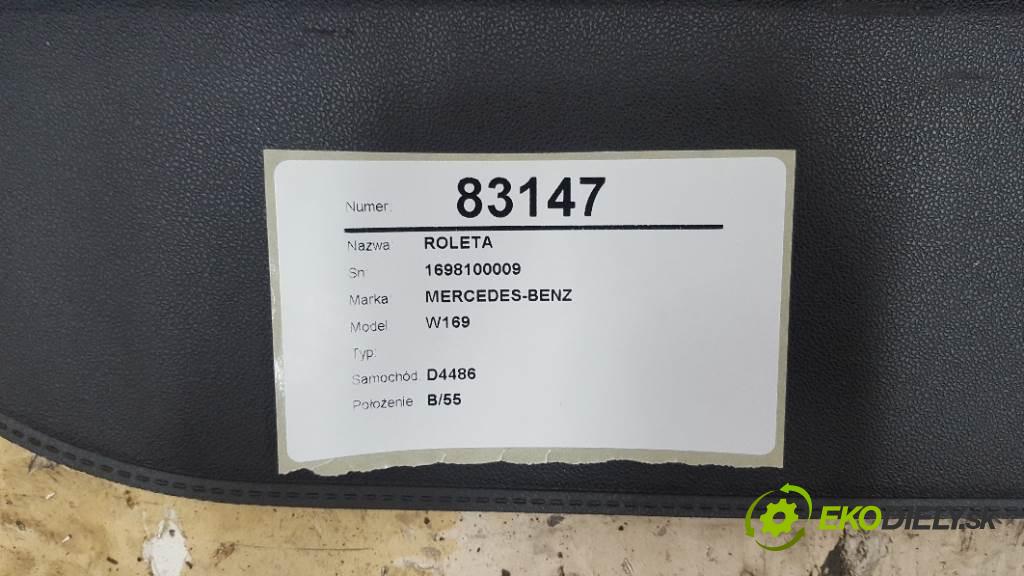 Numer: 83147
Nazwa ROLETA
Sn 1698100009
Marka MERCEDES-BENZ
Model W169
Typ:
Samochód: D4486
Położenie B/55
EKODIELY.SK